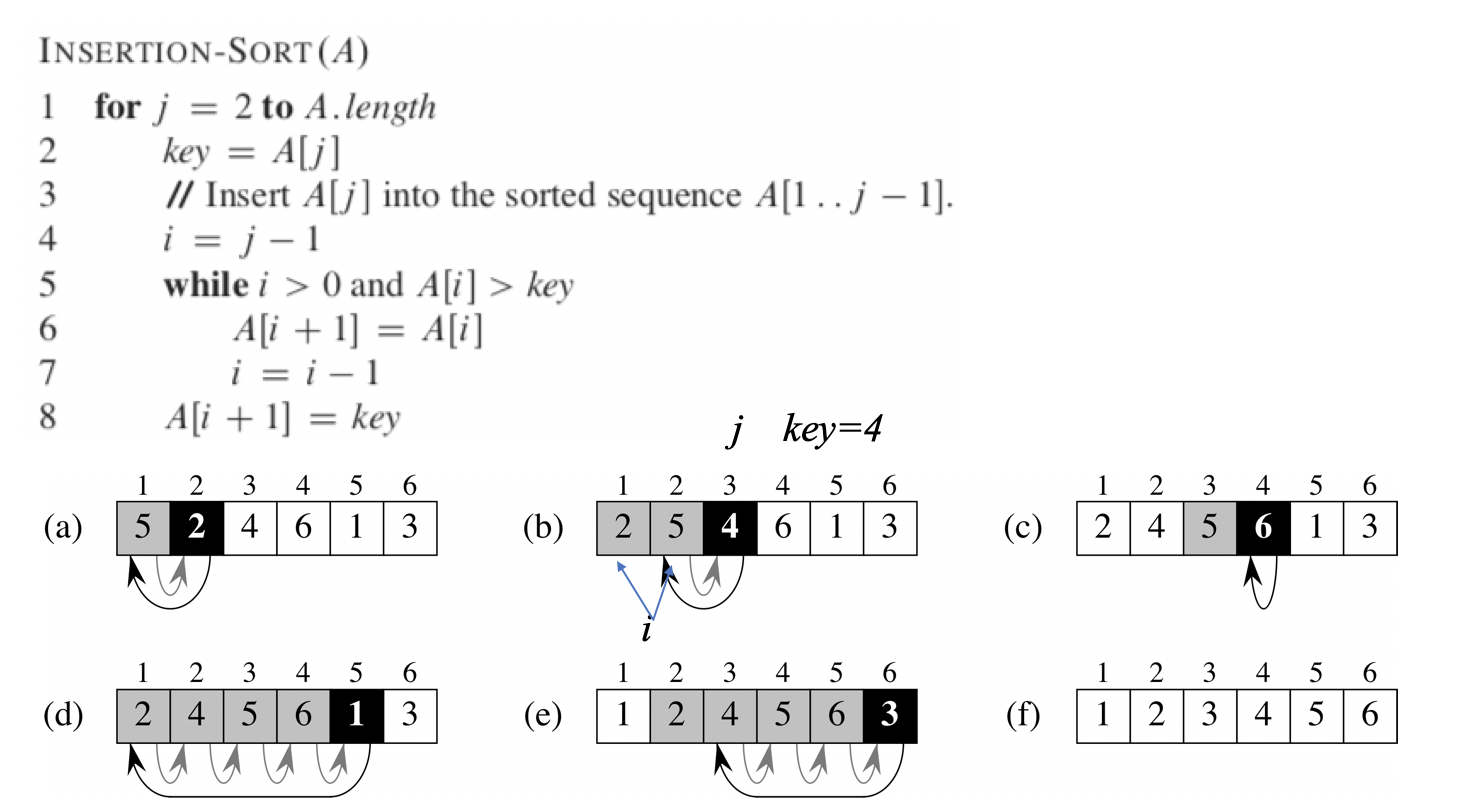 INSERTION-SORT(A)
1 for j = 2 to A.length
2 key = A[j]
3 // Insert A[j] into the sorted sequence A[1 . . j − 1].
4 i = j − 1
5 while i > 0 and A[i] > key
6 A[i + 1] = A[i]
7 i = i − 1
8 A[i + 1] = key
j key=4
1 2 3 4 5 6
(a) 5 2 4 6 1 3
1 2 3 4 5 6
(b) 2 5 4 6 1 3
i
1 2 3 4 5 6
(c) 2 4 5 6 1 3
1 2 3 4 5 6
(d) 2 4 5 6 1 3
1 2 3 4 5 6
(e) 1 2 4 5 6 3
1 2 3 4 5 6
(f) 1 2 3 4 5 6